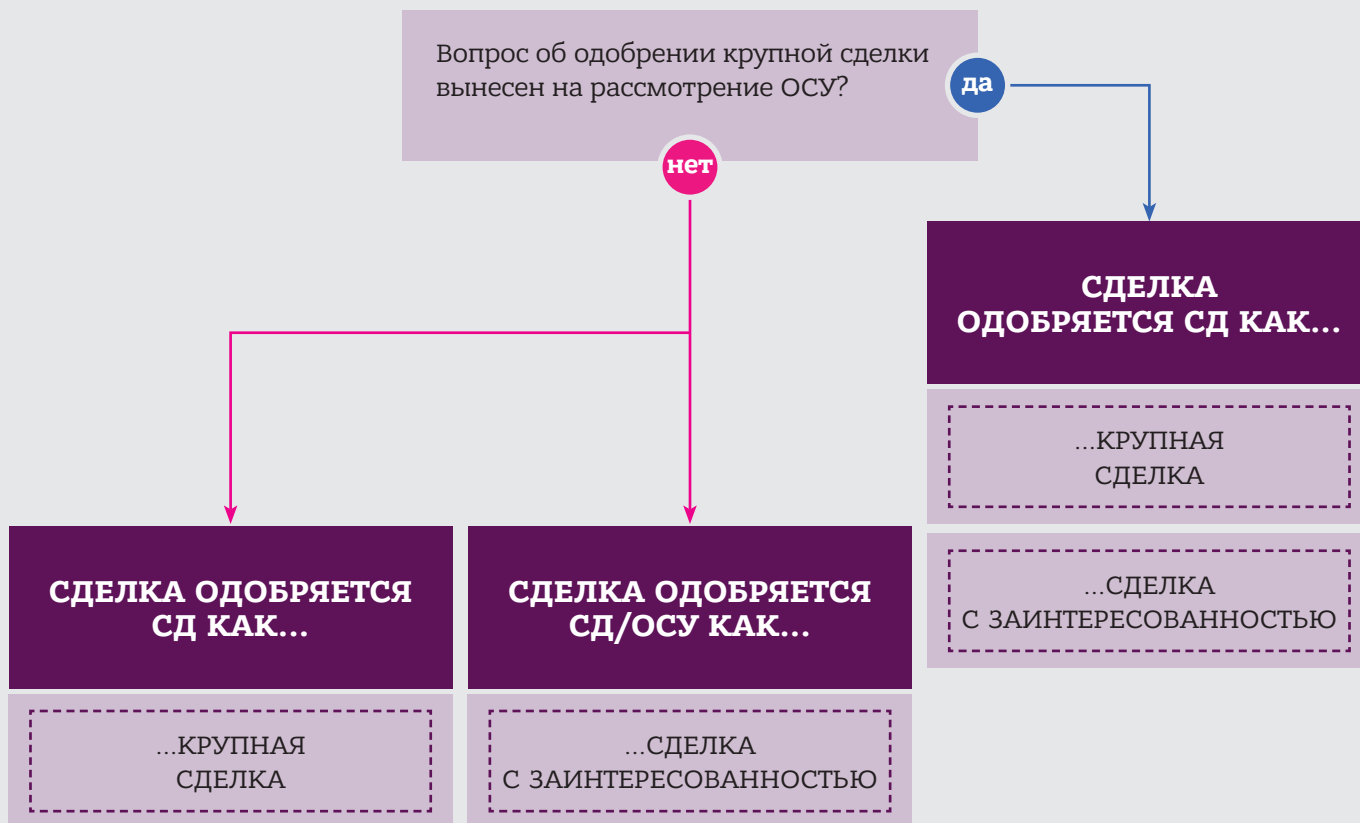 Вопрос об одобрении крупной сделки
вынесен на рассмотрение ОСУ?
да
нет
СДЕЛКА
ОДОБРЯЕТСЯ СД КАК...
...КРУПНАЯ
СДЕЛКА
...СДЕЛКА
С ЗАИНТЕРЕСОВАННОСТЬЮ
СДЕЛКА ОДОБРЯЕТСЯ
СД КАК...
...КРУПНАЯ
СДЕЛКА
СДЕЛКА ОДОБРЯЕТСЯ
СД/ОСУ КАК...
...СДЕЛКА
С ЗАИНТЕРЕСОВАННОСТЬЮ